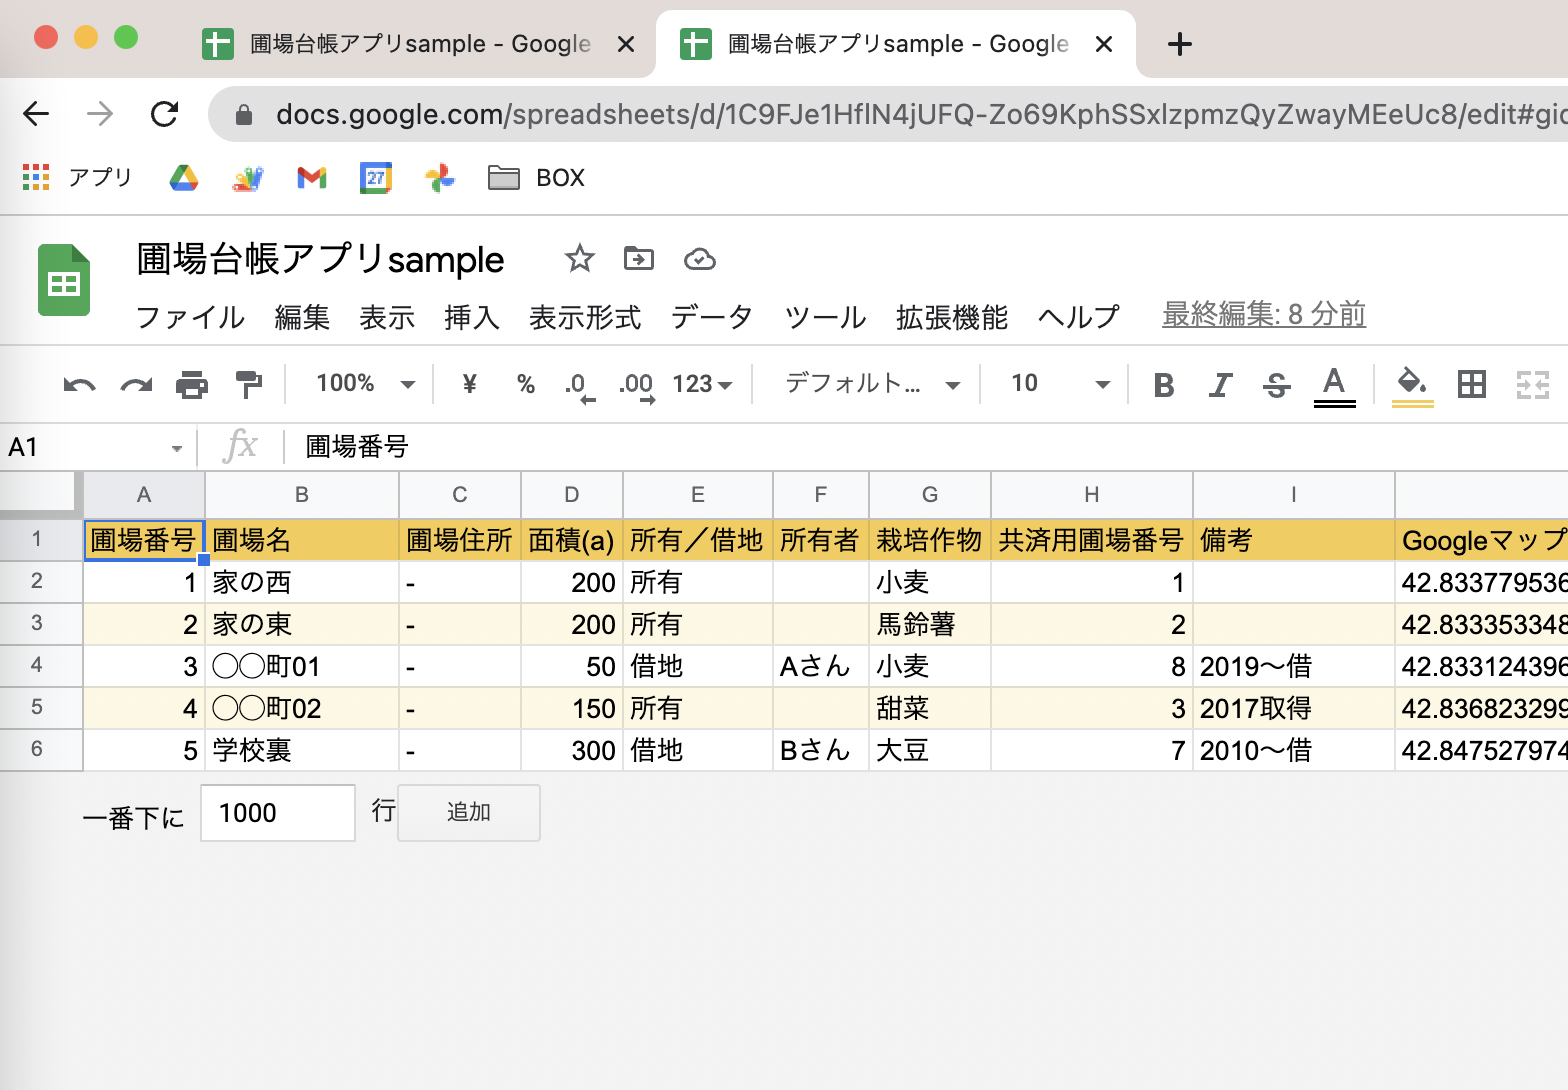 圃場台帳アプリsample - Google
圃場台帳アプリsample - Google
docs.google.com/spreadsheets/d/1C9FJe1HfIN4jUFQ-Zo69KphSSxIzpmzQyZwayMEeUc8/edit#gid
アプリ 27 BOX
圃場台帳アプリsample
ファイル 編集 表示 挿入 表示形式 データ ツール 拡張機能 ヘルプ 最終編集: 8 分前
100% ¥ % .0 .00 123 デフォルト... 10 B I S A
A1 fx 圃場番号
A B C D E F G H I
1 圃場番号 圃場名 圃場住所 面積(a) 所有／借地 所有者 栽培作物 共済用圃場番号 備考 Googleマップ
2 1 家の西 - 200 所有 小麦 1 42.833779536
3 2 家の東 - 200 所有 馬鈴薯 2 42.833353348
4 3 〇〇町01 - 50 借地 Aさん 小麦 8 2019〜借 42.833124396
5 4 〇〇町02 - 150 所有 甜菜 3 2017取得 42.836823299
6 5 学校裏 - 300 借地 Bさん 大豆 7 2010〜借 42.847527974
一番下に 1000 行 追加